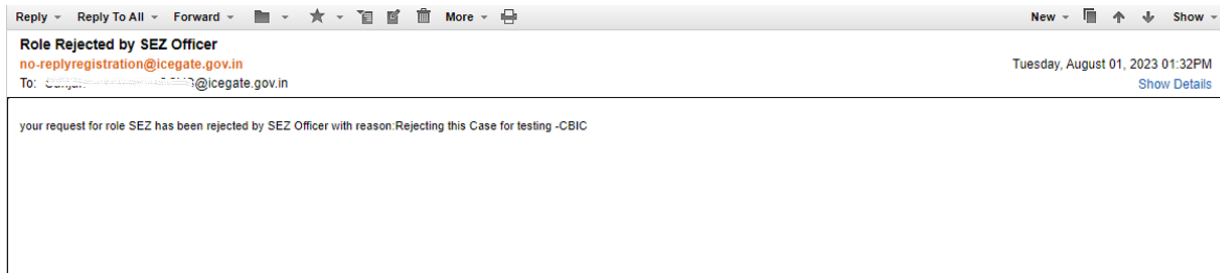 Reply Reply To All Forward More New Show
Role Rejected by SEZ Officer
no-replyregistration@icegate.gov.in
Tuesday, August 01, 2023 01:32PM
To: @icegate.gov.in
Show Details
your request for role SEZ has been rejected by SEZ Officer with reason:Rejecting this Case for testing -CBIC